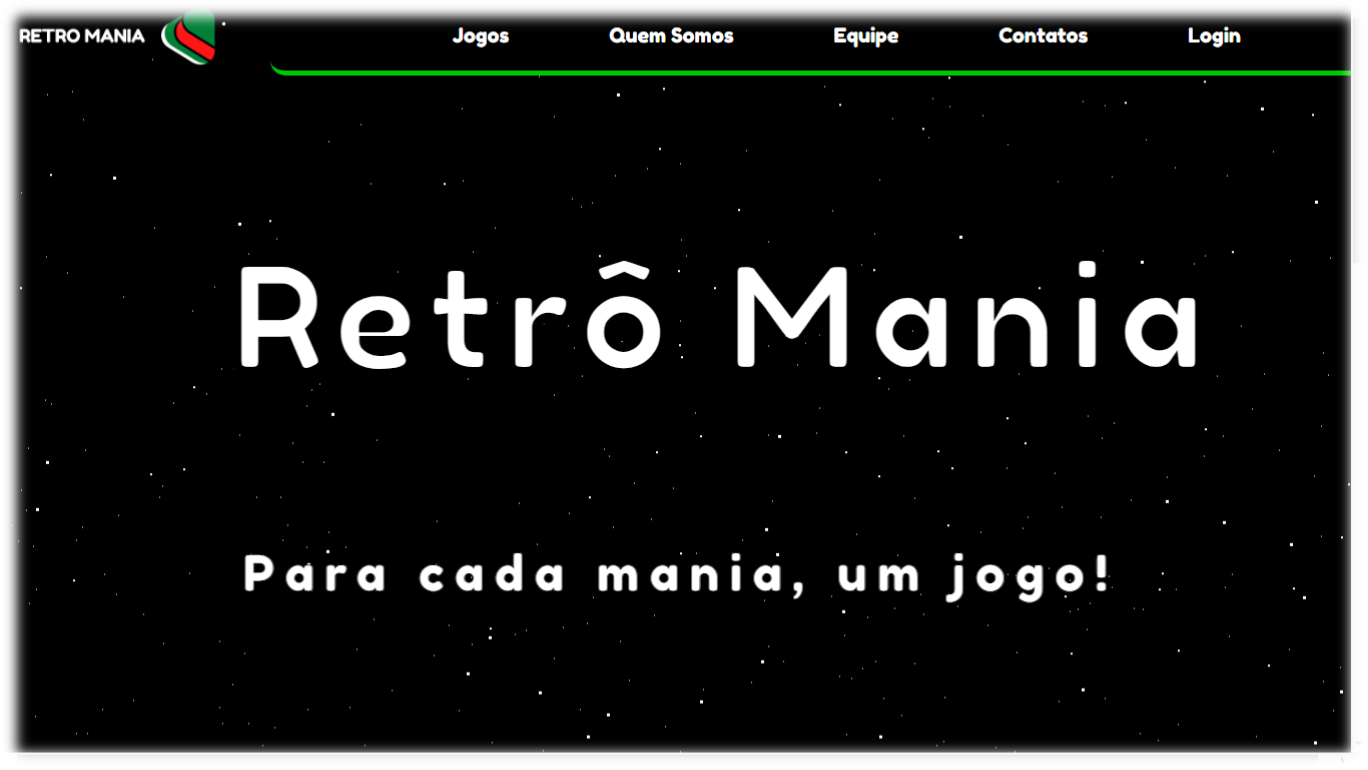 RETRO MANIA Jogos Quem Somos Equipe Contatos Login
Retrô Mania
Para cada mania, um jogo!